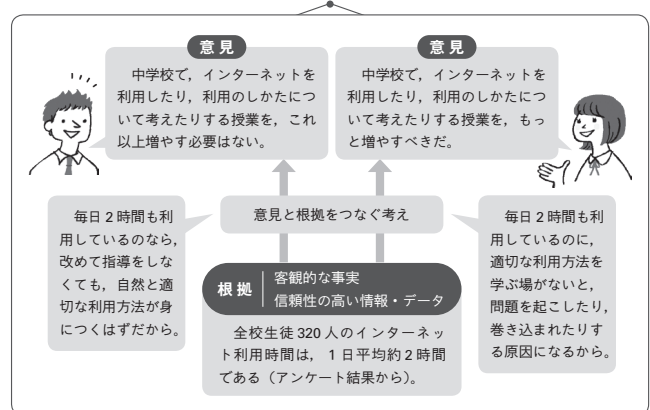 意見
中学校で，インターネットを
利用したり，利用のしかたにつ
いて考えたりする授業を，これ
以上増やす必要はない。
意見
中学校で，インターネットを
利用したり，利用のしかたにつ
いて考えたりする授業を，もっ
と増やすべきだ。
毎日２時間も利
用しているのなら，
改めて指導をしな
くても，自然と適
切な利用方法が身
につくはずだから。
意見と根拠をつなぐ考え
毎日２時間も利
用しているのに，
適切な利用方法を
学ぶ場がないと，
問題を起こしたり，
巻き込まれたりす
る原因になるから。
根拠
客観的な事実
信頼性の高い情報・データ
全校生徒320人のインターネッ
ト利用時間は，１日平均約２時間
である（アンケート結果から）。